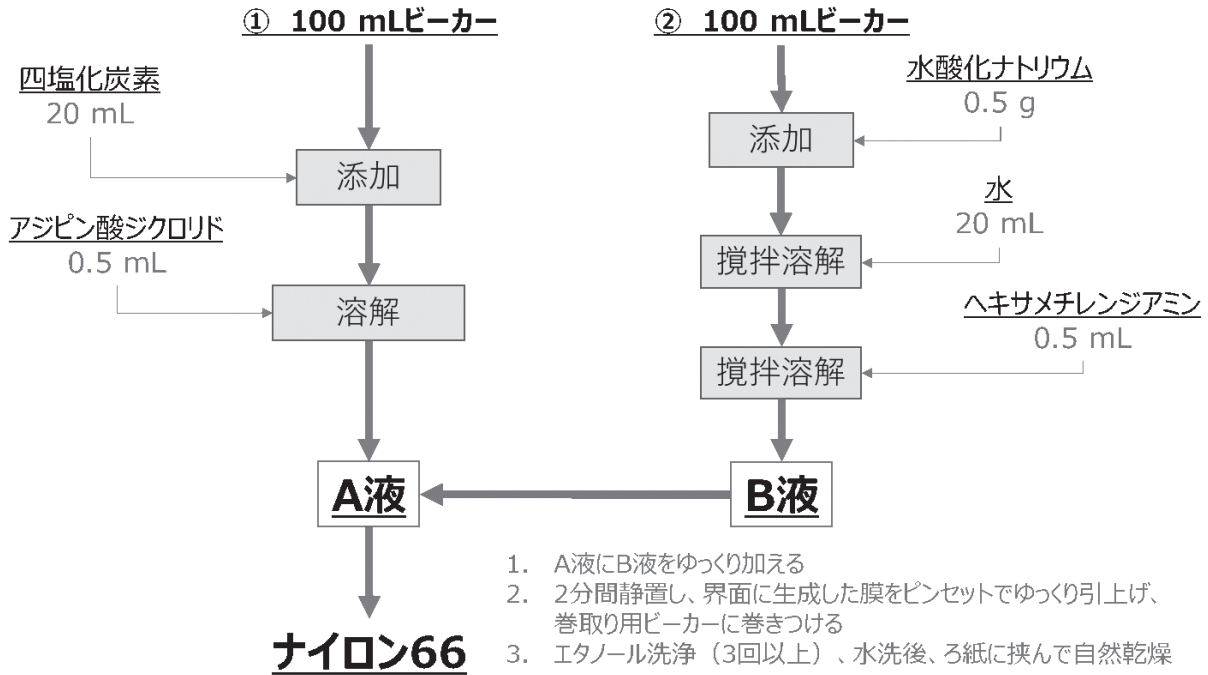 ① 100 mLビーカー
四塩化炭素
20 mL
添加
アジピン酸ジクロリド
0.5 mL
溶解
A液
ナイロン66
② 100 mLビーカー
水酸化ナトリウム
0.5 g
添加
水
20 mL
撹拌溶解
ヘキサメチレンジアミン
0.5 mL
撹拌溶解
B液
1. A液にB液をゆっくり加える
2. 2分間静置し、界面に生成した膜をピンセットでゆっくり引上げ、
巻取り用ビーカーに巻きつける
3. エタノール洗浄（3回以上）、水洗後、ろ紙に挟んで自然乾燥